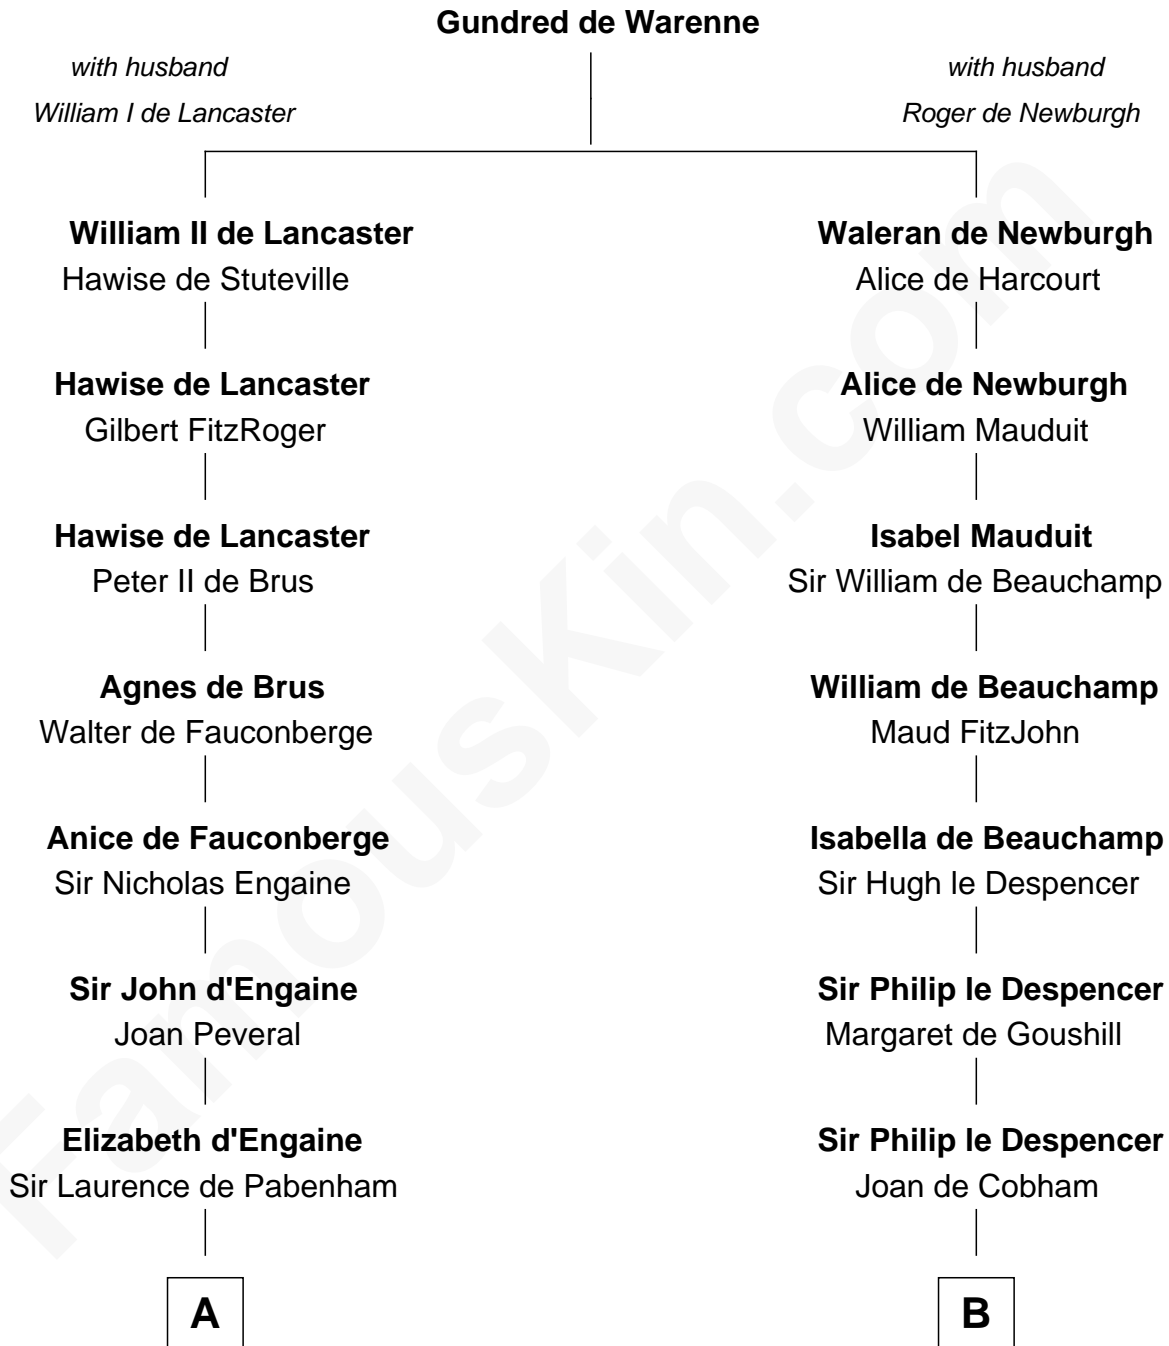 Gundred de Warenne
with husband
William I de Lancaster
with husband
Roger de Newburgh
William II de Lancaster
Hawise de Stuteville
Hawise de Lancaster
Gilbert FitzRoger
Hawise de Lancaster
Peter II de Brus
Agnes de Brus
Walter de Fauconberge
Anice de Fauconberge
Sir Nicholas Engaine
Sir John d'Engaine
Joan Peveral
Elizabeth d'Engaine
Sir Laurence de Pabenham
A
Waleran de Newburgh
Alice de Harcourt
Alice de Newburgh
William Mauduit
Isabel Mauduit
Sir William de Beauchamp
William de Beauchamp
Maud FitzJohn
Isabella de Beauchamp
Sir Hugh le Despencer
Sir Philip le Despencer
Margaret de Goushill
Sir Philip le Despencer
Joan de Cobham
B
FamousKin.com